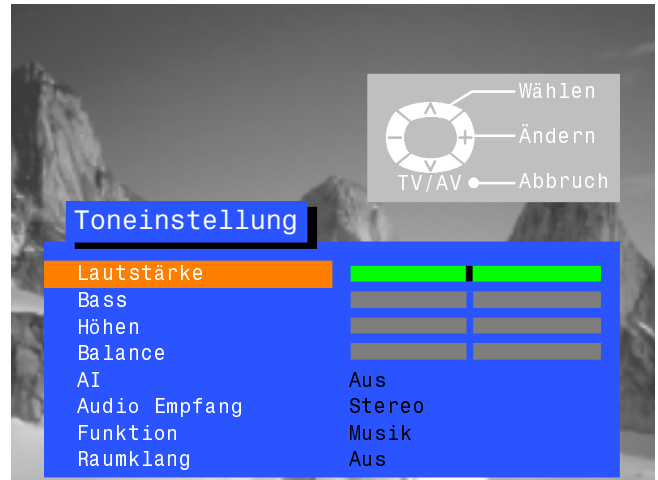 Wählen
Ändern
TV/AV Abbruch
Toneinstellung
Lautstärke
Bass
Höhen
Balance
AI Aus
Audio Empfang Stereo
Funktion Musik
Raumklang Aus